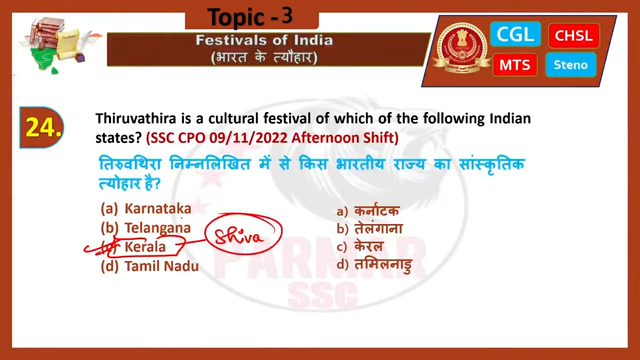 Topic -3
Festivals of India
(भारत के त्यौहार)
CGL
CHSL
MTS
Steno
24.
Thiruvathira is a cultural festival of which of the following Indian
states? (SSC CPO 09/11/2022 Afternoon Shift)
तिरुवथिरा निम्नलिखित में से किस भारतीय राज्य का सांस्कृतिक
त्योहार है?
(a) Karnataka
(b) Telangana
Kerala
(d) Tamil Nadu
Shiva
a) कर्नाटक
b) तेलंगाना
c) केरल
d) तमिलनाडु
PARMAR
SSC